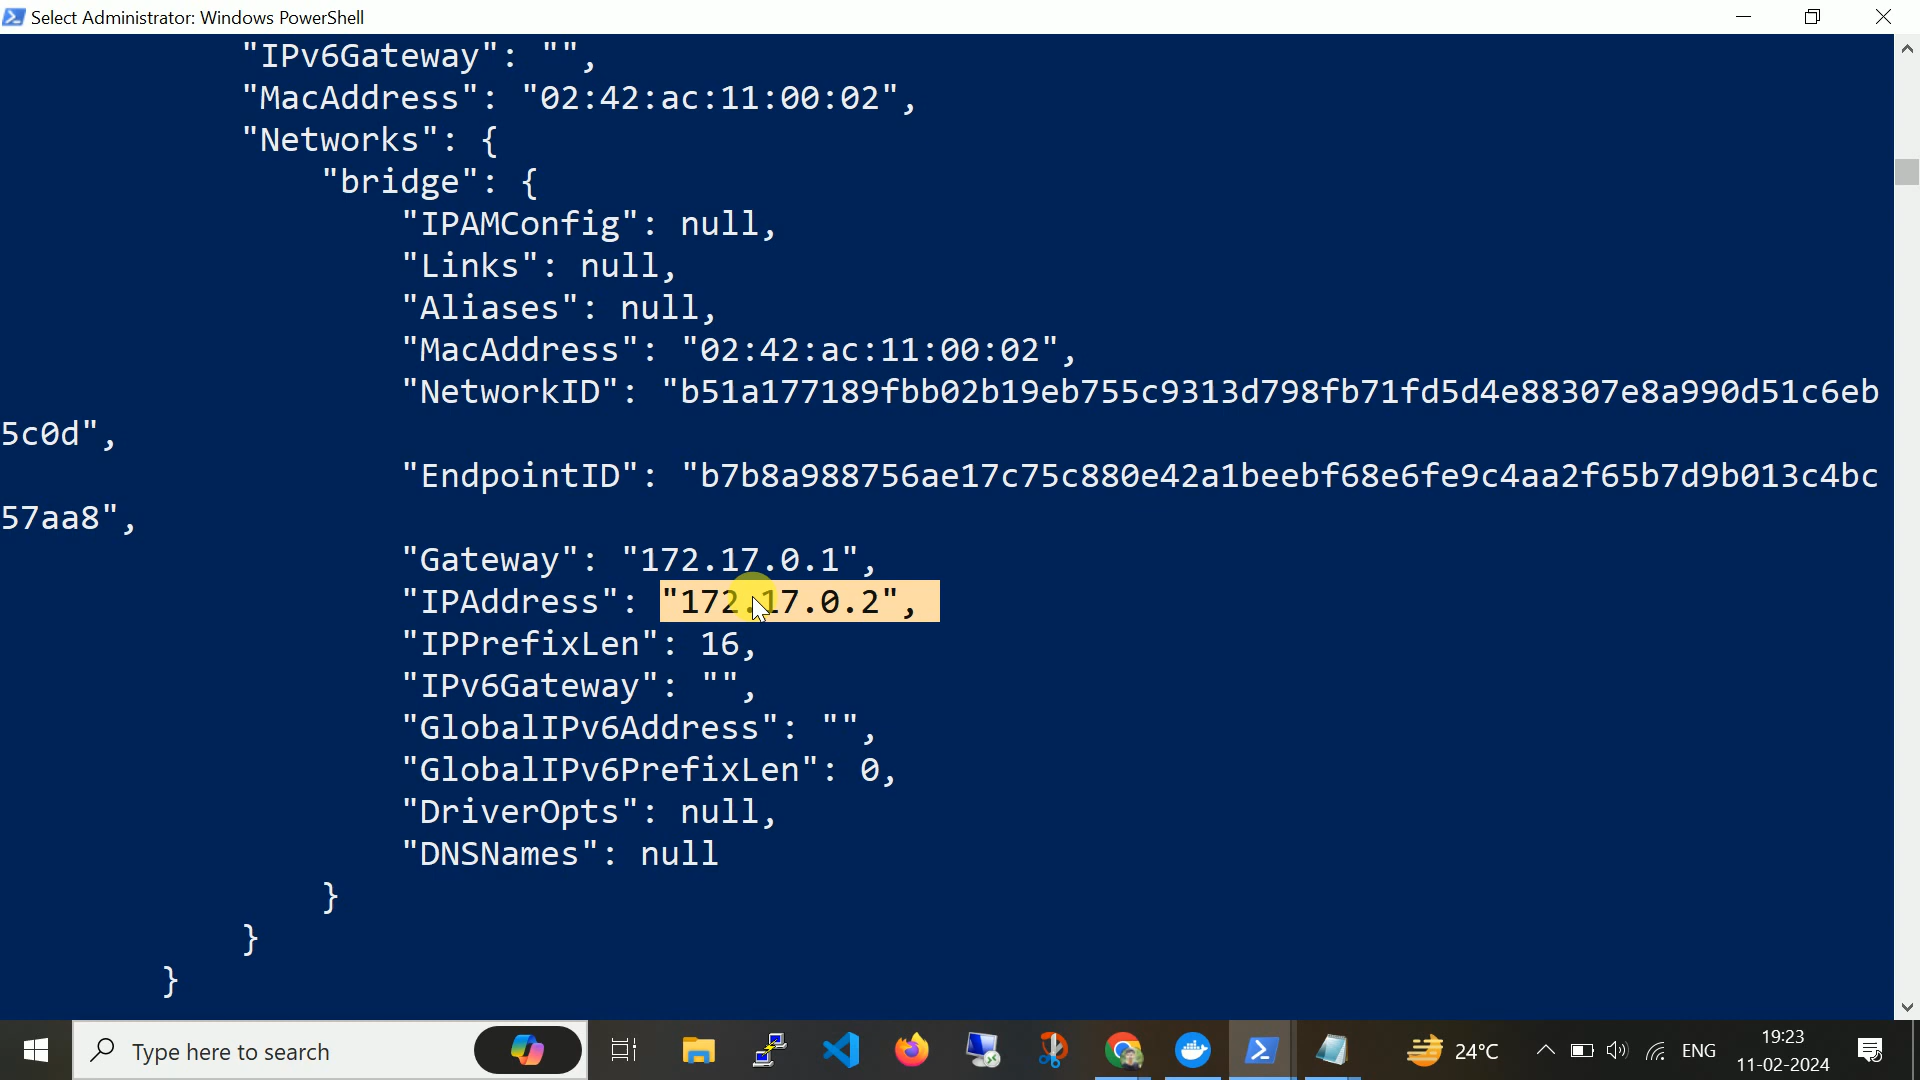 Select Administrator: Windows PowerShell
"IPv6Gateway": "",
"MacAddress": "02:42:ac:11:00:02",
"Networks": {
"bridge": {
"IPAMConfig": null,
"Links": null,
"Aliases": null,
"MacAddress": "02:42:ac:11:00:02",
"NetworkID": "b51a177189fbb02b19eb755c9313d798fb71fd5d4e88307e8a990d51c6eb
5c0d",
"EndpointID": "b7b8a988756ae17c75c880e42a1beebf68e6fe9c4aa2f65b7d9b013c4bc
57aa8",
"Gateway": "172.17.0.1",
"IPAddress": "172.17.0.2",
"IPPrefixLen": 16,
"IPv6Gateway": "",
"GlobalIPv6Address": "",
"GlobalIPv6PrefixLen": 0,
"DriverOpts": null,
"DNSNames": null
}
}
}
Type here to search
24°C
ENG
19:23
11-02-2024